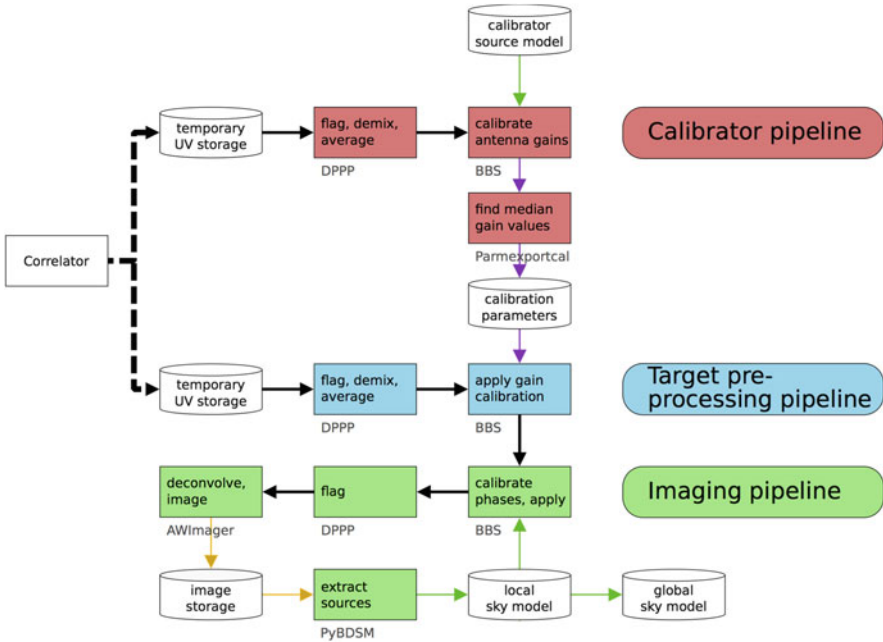 calibrator
source model
temporary
UV storage
flag, demix,
average
calibrate
antenna gains
Calibrator pipeline
DPPP
BBS
find median
gain values
Correlator
Parmexportcal
calibration
parameters
temporary
UV storage
flag, demix,
average
apply gain
calibration
Target pre-
processing pipeline
DPPP
BBS
deconvolve,
image
flag
calibrate
phases, apply
Imaging pipeline
AWImager
DPPP
BBS
image
storage
extract
sources
local
sky model
global
sky model
PyBDSM